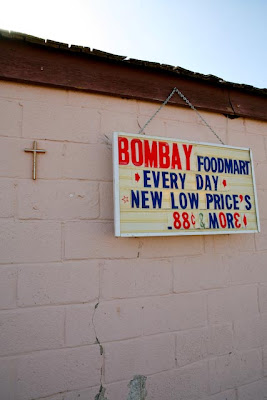 BOMBAY FOODMART
EVERY DAY
NEW LOW PRICE'S
.88¢ & MORE